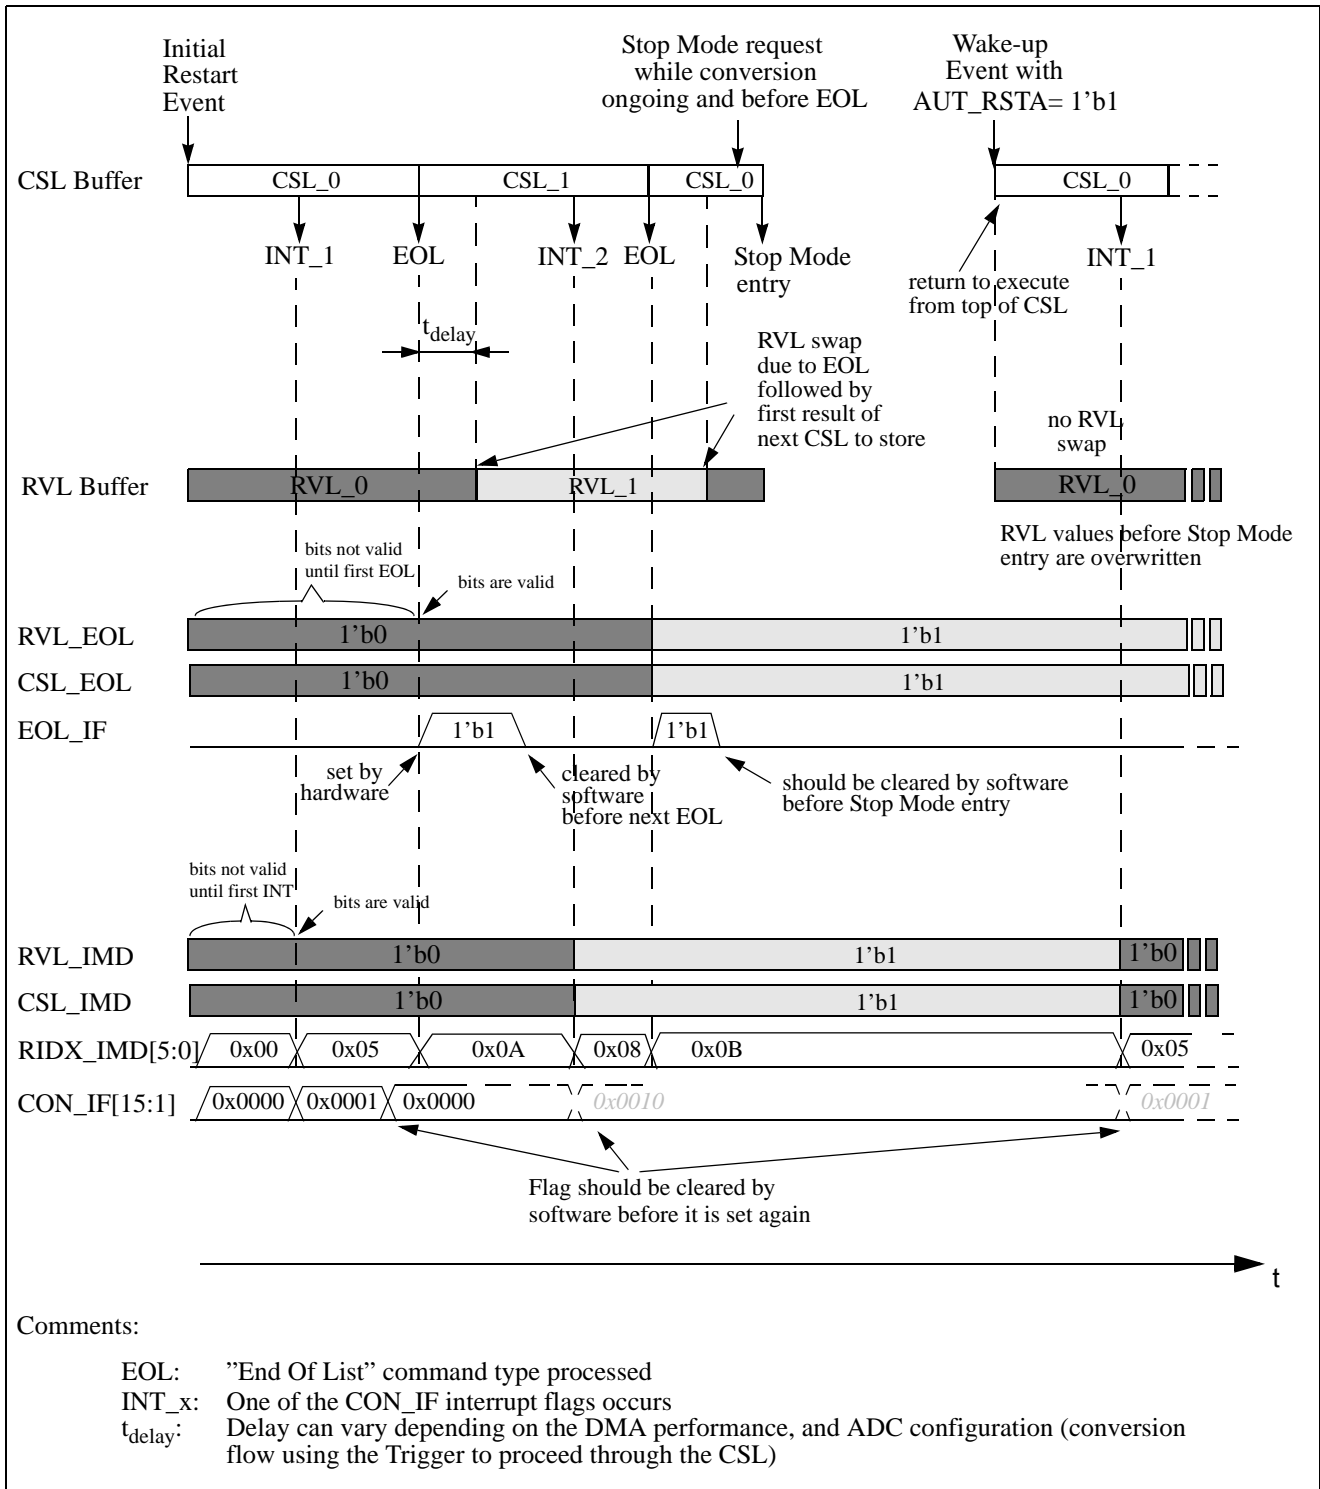 Initial
Restart
Event
Stop Mode request
while conversion
ongoing and before EOL
Wake-up
Event with
AUT_RSTA= 1’b1
CSL Buffer
CSL_0
CSL_1
CSL_0
CSL_0
INT_1
EOL
INT_2
EOL
Stop Mode
entry
INT_1
return to execute
from top of CSL
tdelay
RVL swap
due to EOL
followed by
first result of
next CSL to store
no RVL
swap
RVL Buffer
RVL_0
RVL_1
RVL_0
RVL values before Stop Mode
entry are overwritten
bits not valid
until first EOL
bits are valid
RVL_EOL
1’b0
1’b1
CSL_EOL
1’b0
1’b1
EOL_IF
1’b1
1’b1
set by
hardware
cleared by
software
before next EOL
should be cleared by software
before Stop Mode entry
bits not valid
until first INT
bits are valid
RVL_IMD
1’b0
1’b1
1’b0
CSL_IMD
1’b0
1’b1
1’b0
RIDX_IMD[5:0]
0x00
0x05
0x0A
0x08
0x0B
0x05
CON_IF[15:1]
0x0000
0x0001
0x0000
0x0010
0x0001
Flag should be cleared by
software before it is set again
t
Comments:
EOL: ”End Of List” command type processed
INT_x: One of the CON_IF interrupt flags occurs
tdelay: Delay can vary depending on the DMA performance, and ADC configuration (conversion
flow using the Trigger to proceed through the CSL)